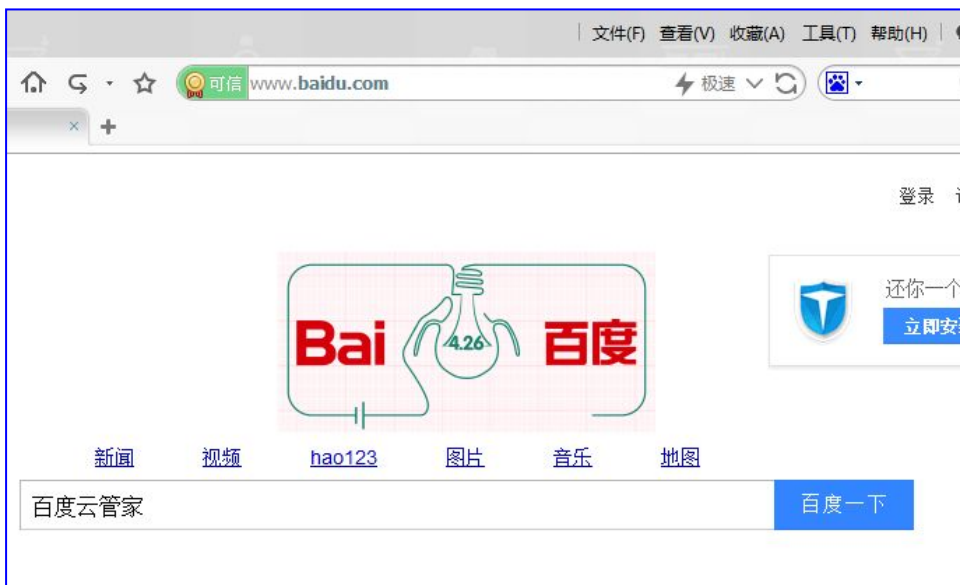 文件(F) 查看(V) 收藏(A) 工具(T) 帮助(H)
可信 www.baidu.com 极速
登录
还你一个
Bai 4.26 百度
立即安
新闻 视频 hao123 图片 音乐 地图
百度云管家 百度一下